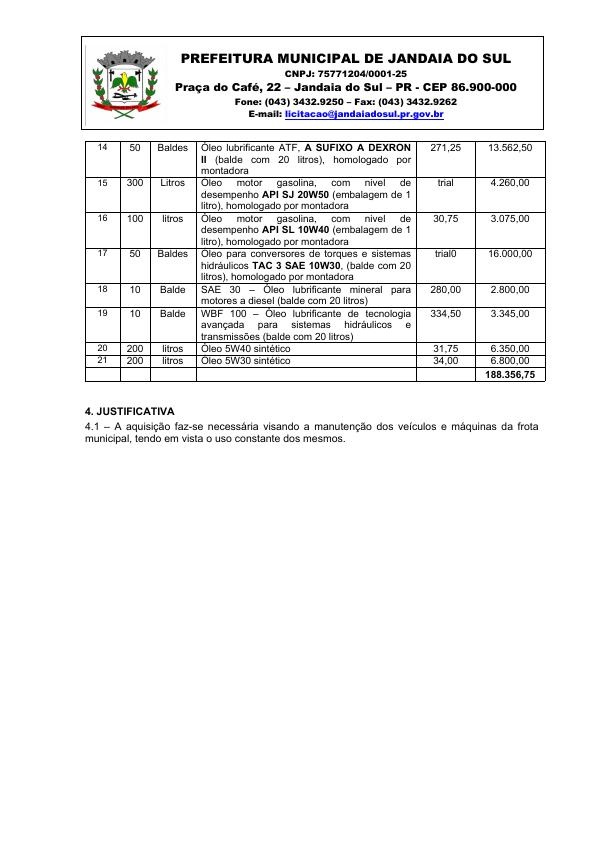 PREFEITURA MUNICIPAL DE JANDAIA DO SUL
CNPJ: 75771204/0001-25
Praça do Café, 22 – Jandaia do Sul – PR - CEP 86.900-000
Fone: (043) 3432.9250 – Fax: (043) 3432.9262
E-mail: licitacao@jandaiadosul.pr.gov.br
14 50 Baldes Óleo lubrificante ATF, A SUFIXO A DEXRON 271,25 13.562,50
II (balde com 20 litros), homologado por
montadora
15 300 Litros Óleo motor gasolina, com nivel de trial 4.260,00
desempenho API SJ 20W50 (embalagem de 1
litro), homologado por montadora
16 100 litros Óleo motor gasolina, com nivel de 30,75 3.075,00
desempenho API SL 10W40 (embalagem de 1
litro), homologado por montadora
17 50 Baldes Óleo para conversores de torques e sistemas trial0 16.000,00
hidráulicos TAC 3 SAE 10W30, (balde com 20
litros), homologado por montadora
18 10 Balde SAE 30 – Óleo lubrificante mineral para 280,00 2.800,00
motores a diesel (balde com 20 litros)
19 10 Balde WBF 100 – Óleo lubrificante de tecnologia 334,50 3.345,00
avançada para sistemas hidráulicos e
transmissões (balde com 20 litros)
20 200 litros Óleo 5W40 sintético 31,75 6.350,00
21 200 litros Óleo 5W30 sintético 34,00 6.800,00
188.356,75
4. JUSTIFICATIVA
4.1 – A aquisição faz-se necessária visando a manutenção dos veículos e máquinas da frota
municipal, tendo em vista o uso constante dos mesmos.